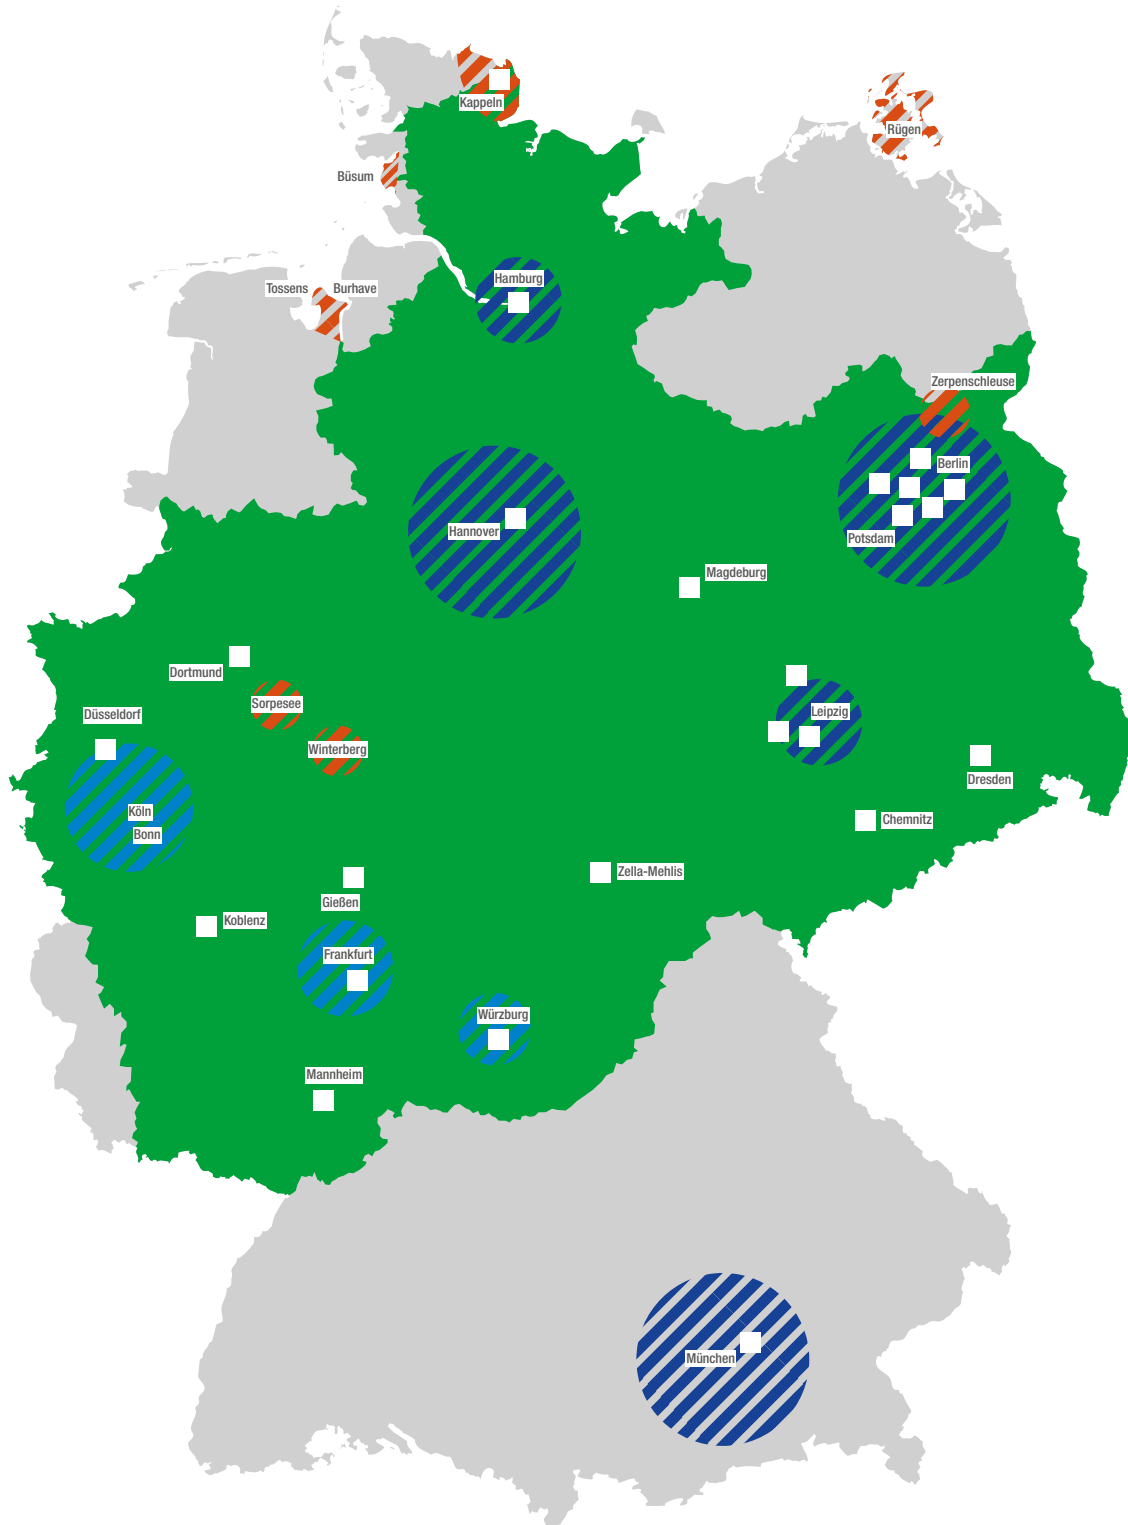 Kappeln
Rügen
Büsum
Hamburg
Tossens
Burhave
Zerpenschleuse
Berlin
Hannover
Potsdam
Magdeburg
Dortmund
Sorpesee
Düsseldorf
Leipzig
Winterberg
Dresden
Köln
Chemnitz
Bonn
Zella-Mehlis
Gießen
Koblenz
Frankfurt
Würzburg
Mannheim
München